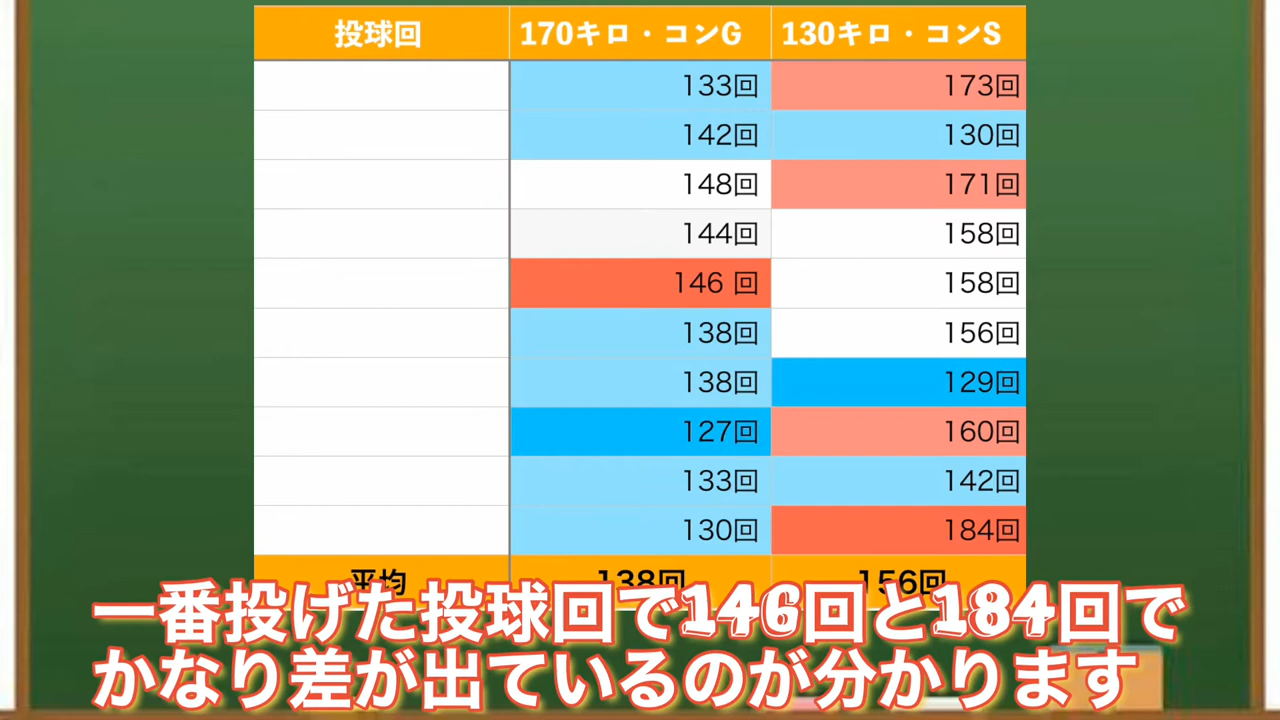 投球回 170キロ・コンG 130キロ・コンS
133回 173回
142回 130回
148回 171回
144回 158回
146 回 158回
138回 156回
138回 129回
127回 160回
133回 142回
130回 184回
平均 138回 156回
一番投げた投球回で146回と184回で
かなり差が出ているのが分かります